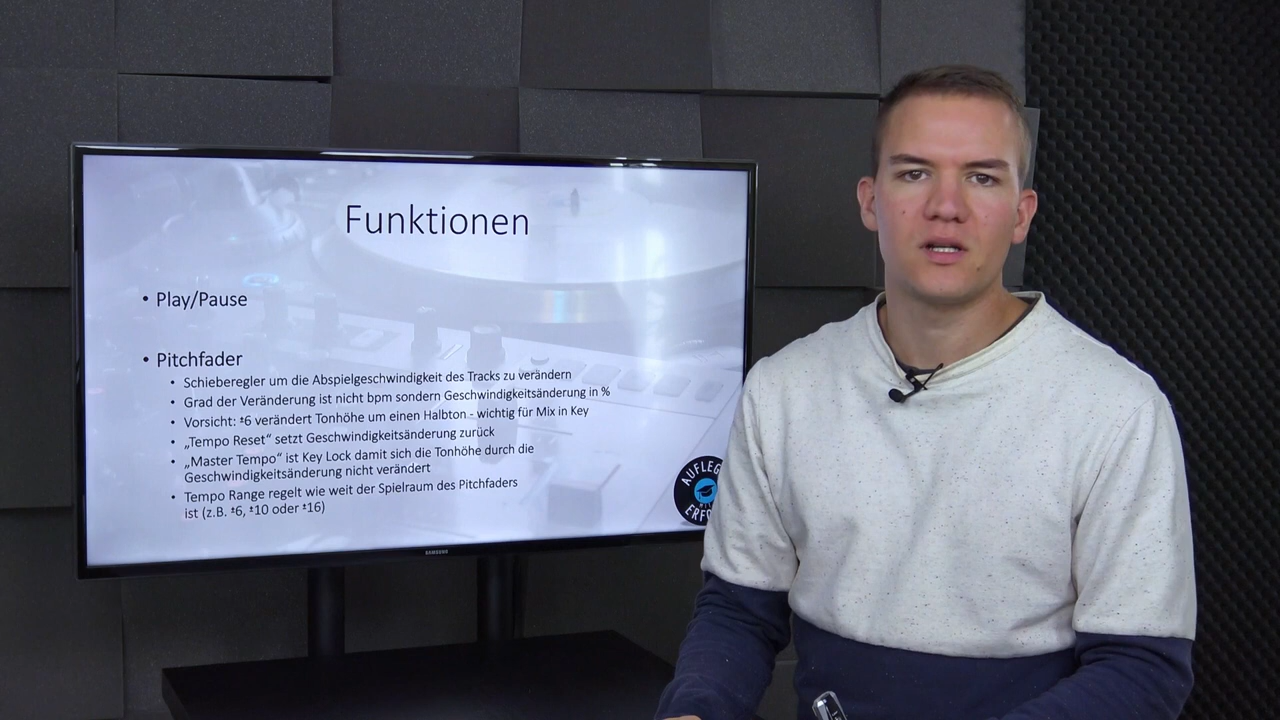 Funktionen
• Play/Pause
• Pitchfader
• Schieberegler um die Abspielgeschwindigkeit des Tracks zu verändern
• Grad der Veränderung ist nicht bpm sondern Geschwindigkeitsänderung in %
• Vorsicht: ±6 verändert Tonhöhe um einen Halbton - wichtig für Mix in Key
• „Tempo Reset“ setzt Geschwindigkeitsänderung zurück
• „Master Tempo“ ist Key Lock damit sich die Tonhöhe durch die
Geschwindigkeitsänderung nicht verändert
• Tempo Range regelt wie weit der Spielraum des Pitchfaders
ist (z.B. ±6, ±10 oder ±16)
AUFLEG
ERFO
SAMSUNG